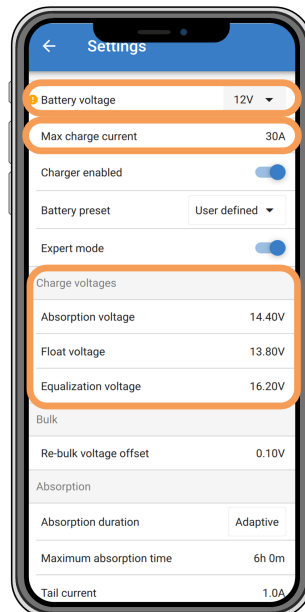 Settings
Battery voltage 12V
Max charge current 30A
Charger enabled
Battery preset User defined
Expert mode
Charge voltages
Absorption voltage 14.40V
Float voltage 13.80V
Equalization voltage 16.20V
Bulk
Re-bulk voltage offset 0.10V
Absorption
Absorption duration Adaptive
Maximum absorption time 6h 0m
Tail current 1.0A